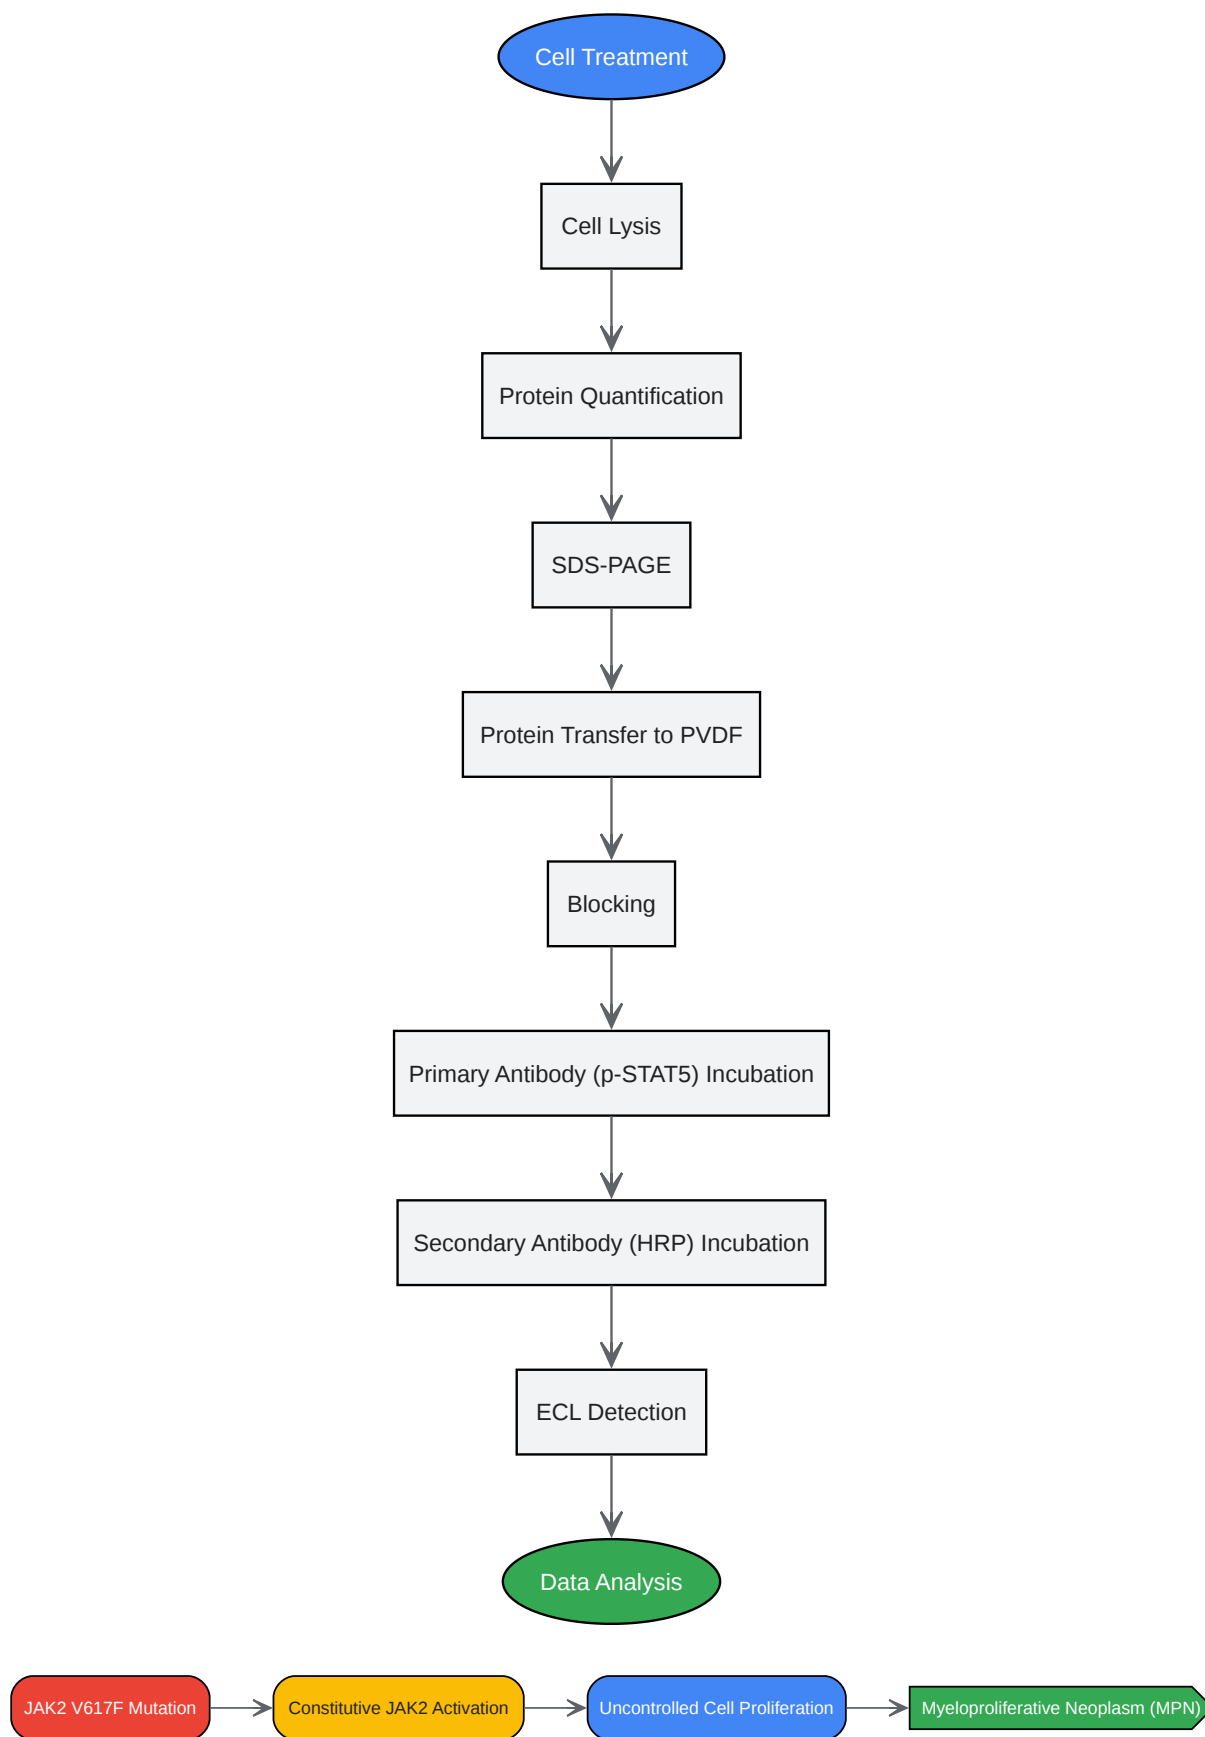 Cell Treatment
Cell Lysis
Protein Quantification
SDS-PAGE
Protein Transfer to PVDF
Blocking
Primary Antibody (p-STAT5) Incubation
Secondary Antibody (HRP) Incubation
ECL Detection
Data Analysis
JAK2 V617F Mutation
Constitutive JAK2 Activation
Uncontrolled Cell Proliferation
Myeloproliferative Neoplasm (MPN)